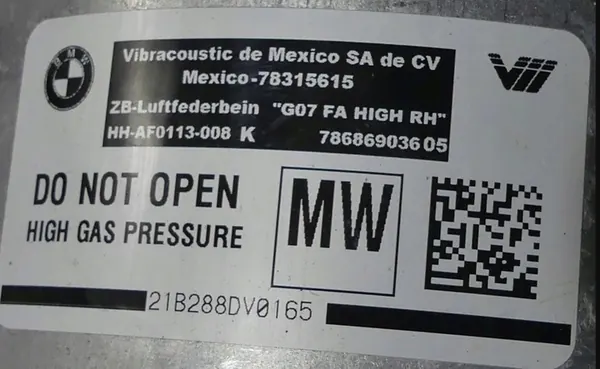 BMW
Vibracoustic de Mexico SA de CV
Mexico-78315615
ZB-Luftfederbein "G07 FA HIGH RH"
HH-AF0113-008 K 78686903605
DO NOT OPEN
HIGH GAS PRESSURE
MW
21B288DV0165